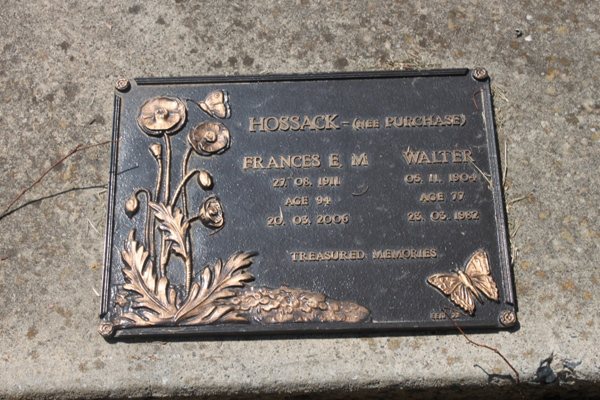 HOSSACK - (NEE PURCHASE)
FRANCES E. M. WALTER
27. 08. 1911 05. 11. 1904
AGE 94 AGE 77
20. 03. 2006 28. 03. 1982
TREASURED MEMORIES